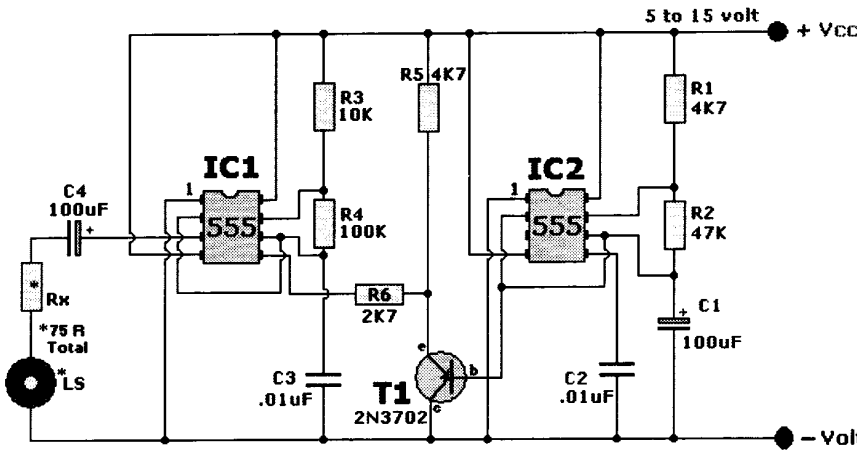 5 to 15 volt
+ Vcc
R5 4K7
R3
10K
R1
4K7
IC1
IC2
C4
100uF
+
1
555
R4
100K
1
555
R2
47K
*
Rx
R6
2K7
C1
+
100uF
*75 R
Total
*LS
C3
.01uF
T1
2N3702
e
b
c
C2
.01uF
- Volt